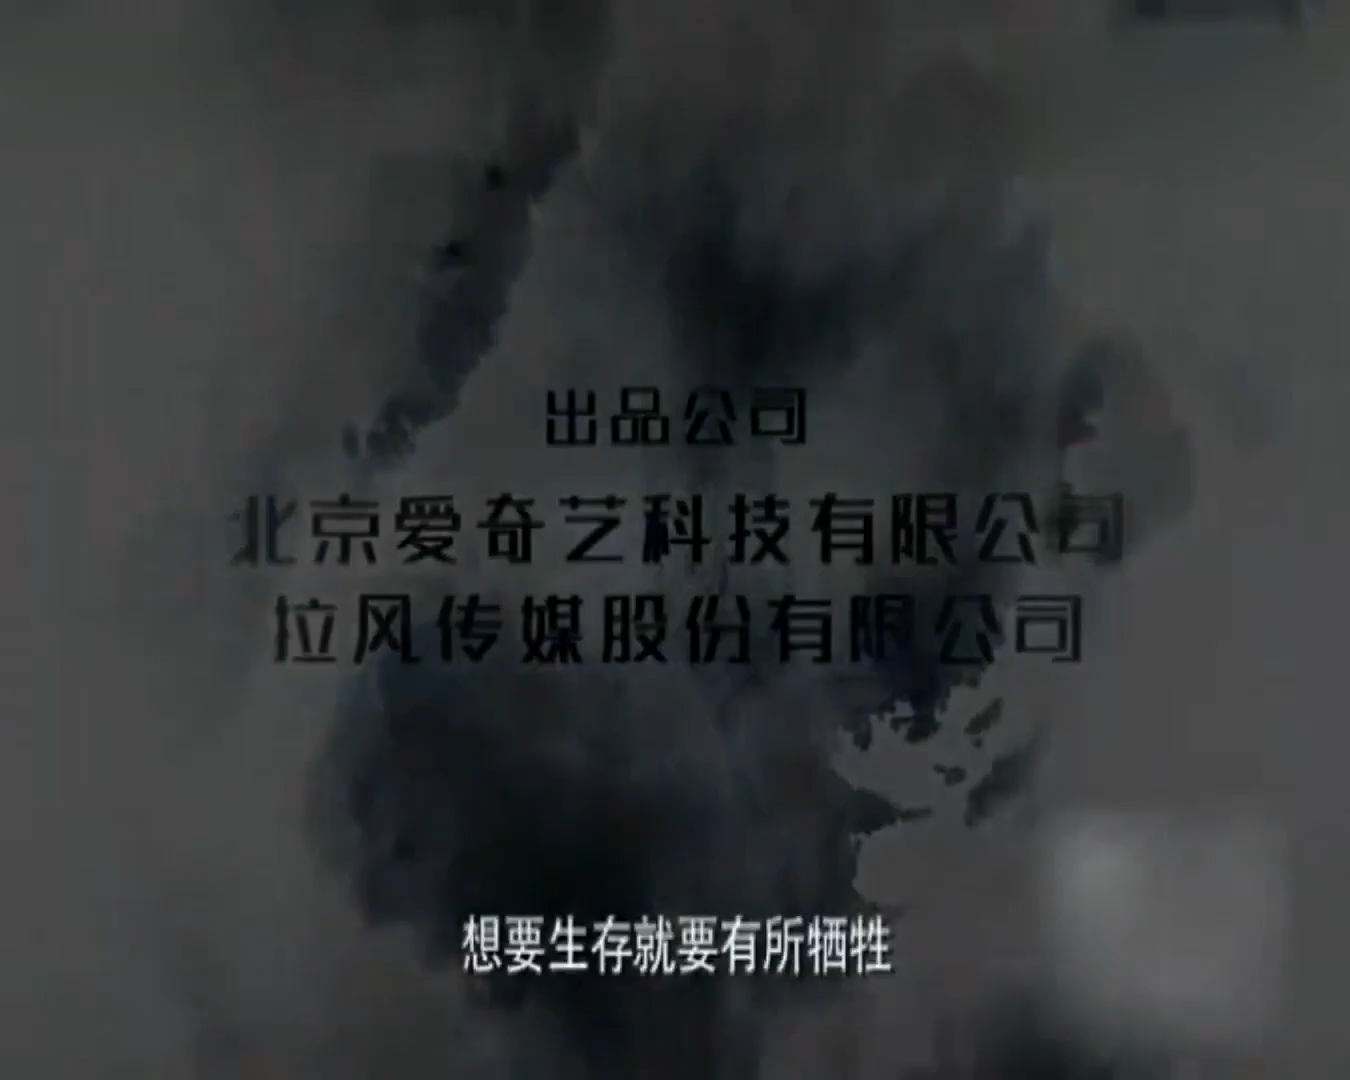 出品公司
北京爱奇艺科技有限公司
拉风传媒股份有限公司
想要生存就要有所牺牲